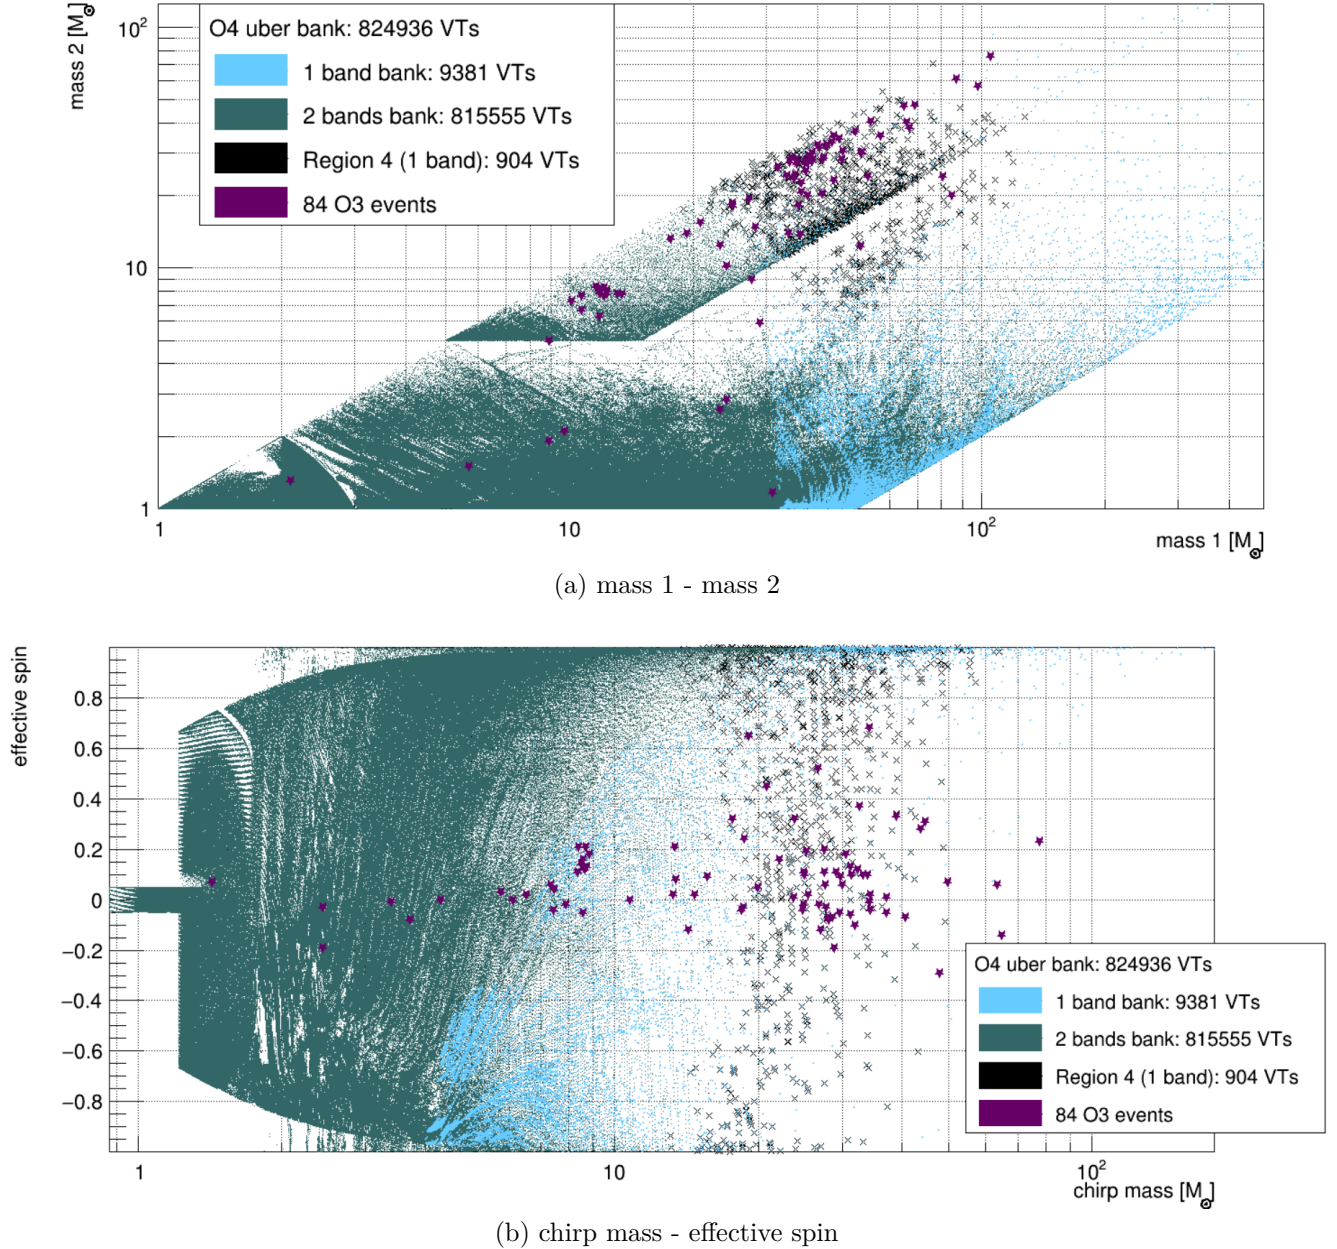 10²
10
1
mass 2 [M⊙]
O4 uber bank: 824936 VTs
1 band bank: 9381 VTs
2 bands bank: 815555 VTs
Region 4 (1 band): 904 VTs
84 O3 events
1
10
10²
mass 1 [M⊙]
(a) mass 1 - mass 2
effective spin
0.8
0.6
0.4
0.2
0
−0.2
−0.4
−0.6
−0.8
O4 uber bank: 824936 VTs
1 band bank: 9381 VTs
2 bands bank: 815555 VTs
Region 4 (1 band): 904 VTs
84 O3 events
1
10
10²
chirp mass [M⊙]
(b) chirp mass - effective spin